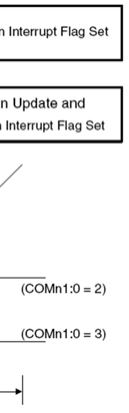 n Interrupt Flag Set
n Update and
n Interrupt Flag Set
(COMn1:0 = 2)
(COMn1:0 = 3)